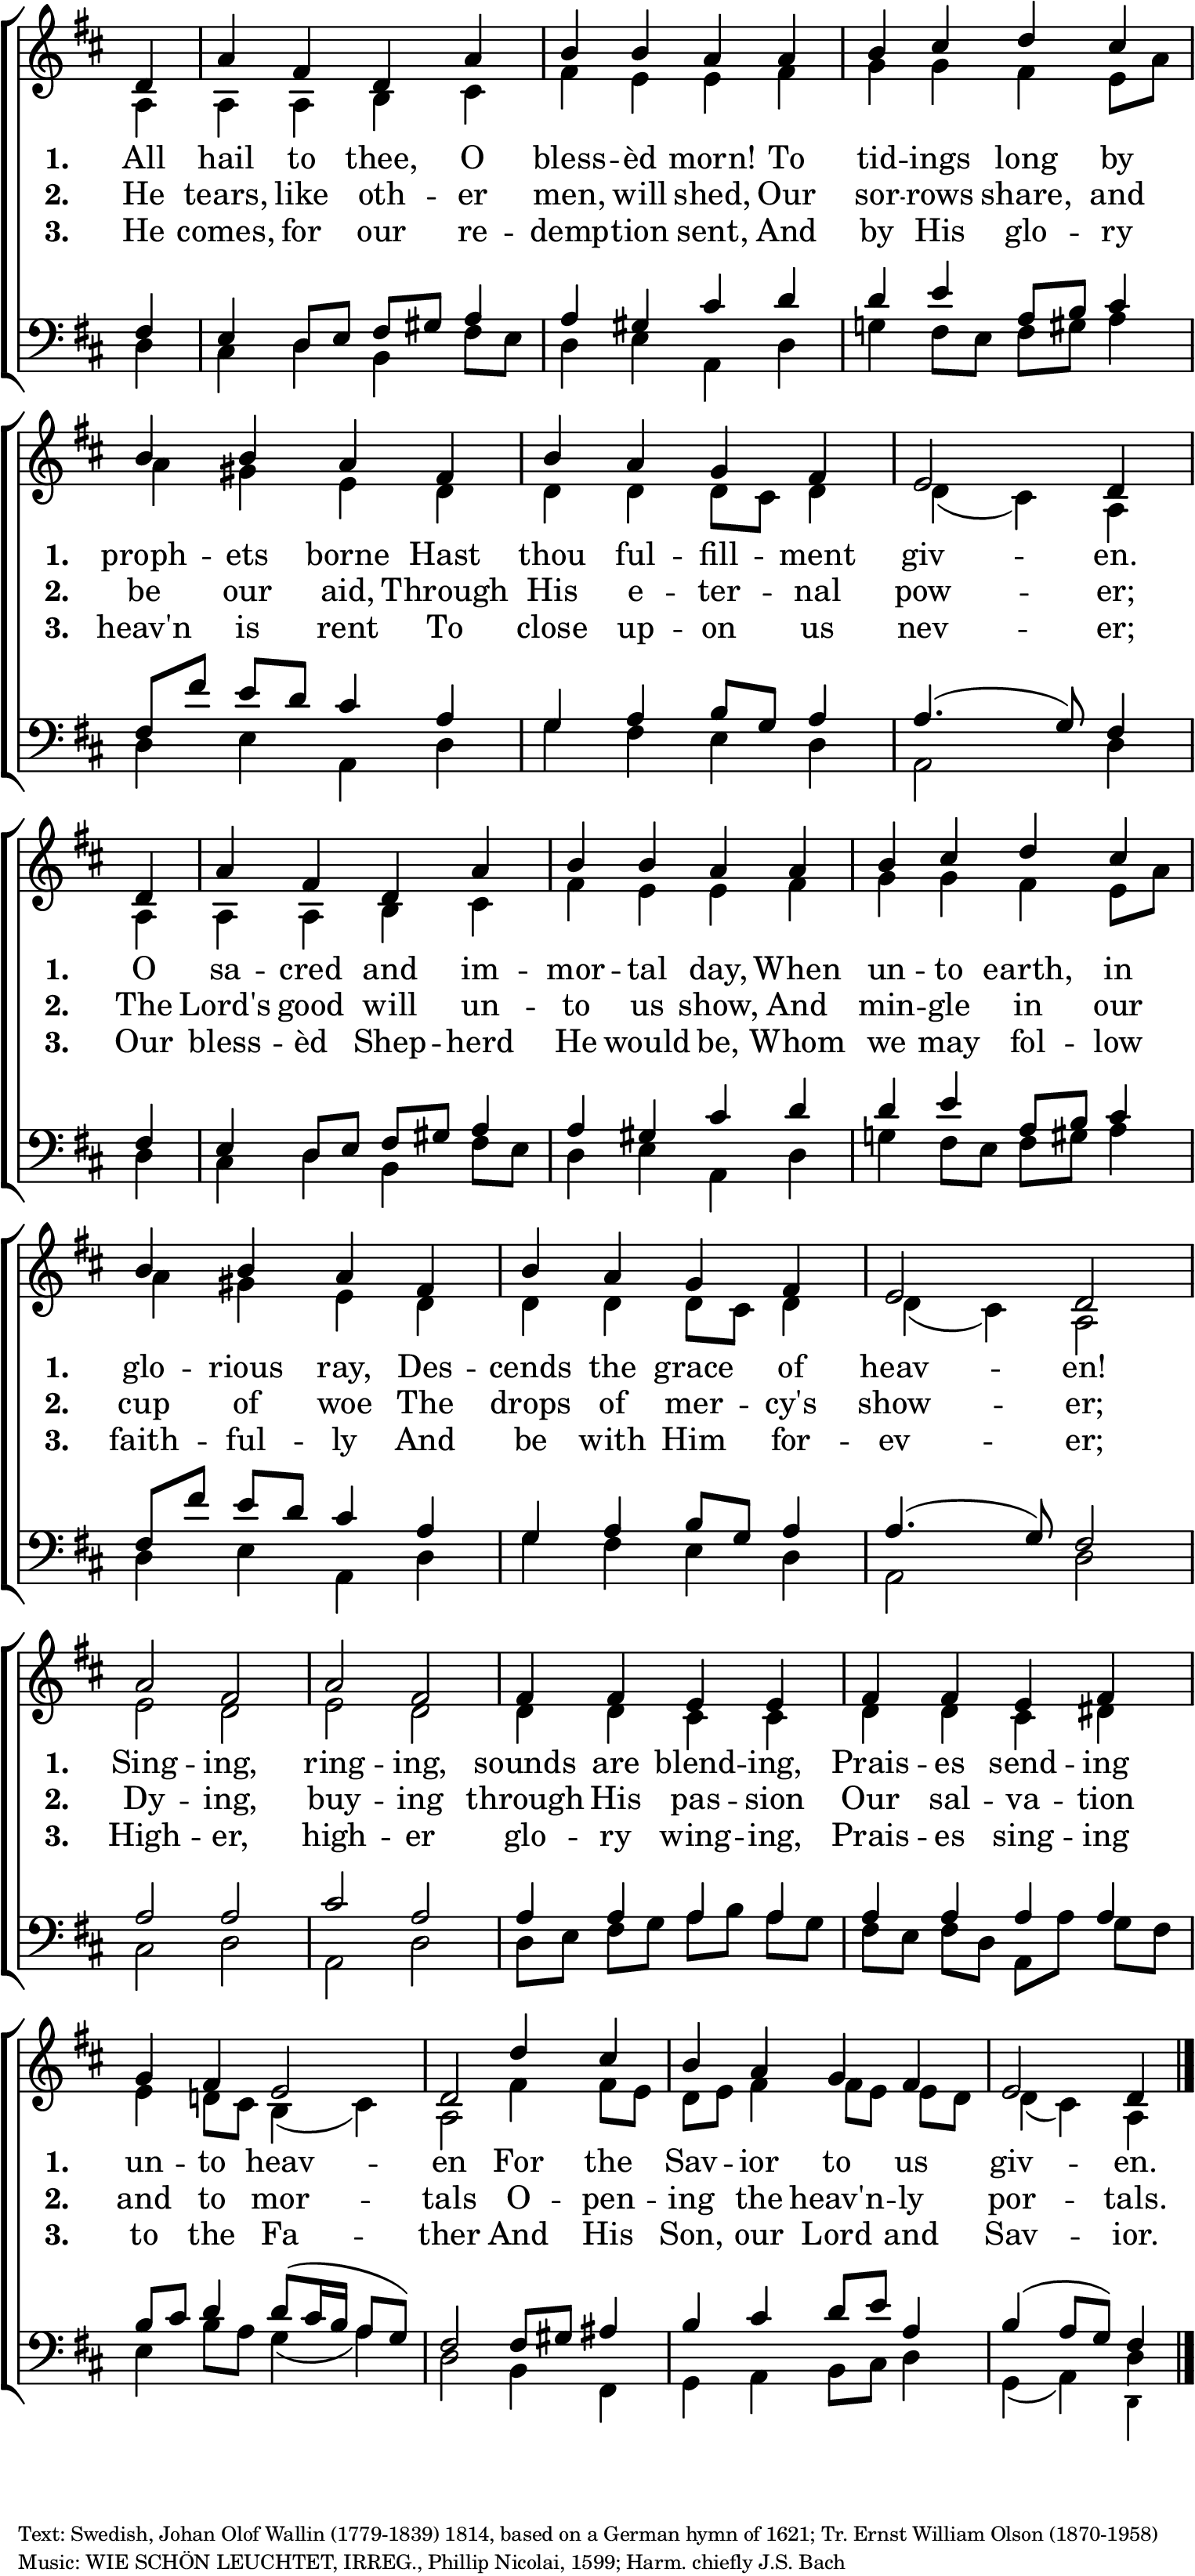 1. All hail to thee, O bless -- èd morn! To tid -- ings long by
2. He tears, like oth -- er men, will shed, Our sor -- rows share, and
3. He comes, for our re -- demp -- tion sent, And by His glo -- ry
1. proph -- ets borne Hast thou ful -- fill -- ment giv -- en.
2. be our aid, Through His e -- ter -- nal pow -- er;
3. heav'n is rent To close up -- on us nev -- er;
1. O sa -- cred and im -- mor -- tal day, When un -- to earth, in
2. The Lord's good will un -- to us show, And min -- gle in our
3. Our bless -- èd Shep -- herd He would be, Whom we may fol -- low
1. glo -- rious ray, Des -- cends the grace of heav -- en!
2. cup of woe The drops of mer -- cy's show -- er;
3. faith -- ful -- ly And be with Him for -- ev -- er;
1. Sing -- ing, ring -- ing, sounds are blend -- ing, Prais -- es send -- ing
2. Dy -- ing, buy -- ing through His pas -- sion Our sal -- va -- tion
3. High -- er, high -- er glo -- ry wing -- ing, Prais -- es sing -- ing
1. un -- to heav -- en For the Sav -- ior to us giv -- en.
2. and to mor -- tals O -- pen -- ing the heav'n -- ly por -- tals.
3. to the Fa -- ther And His Son, our Lord and Sav -- ior.
Text: Swedish, Johan Olof Wallin (1779-1839) 1814, based on a German hymn of 1621; Tr. Ernst William Olson (1870-1958)
Music: WIE SCHÖN LEUCHTET, IRREG., Phillip Nicolai, 1599; Harm. chiefly J.S. Bach